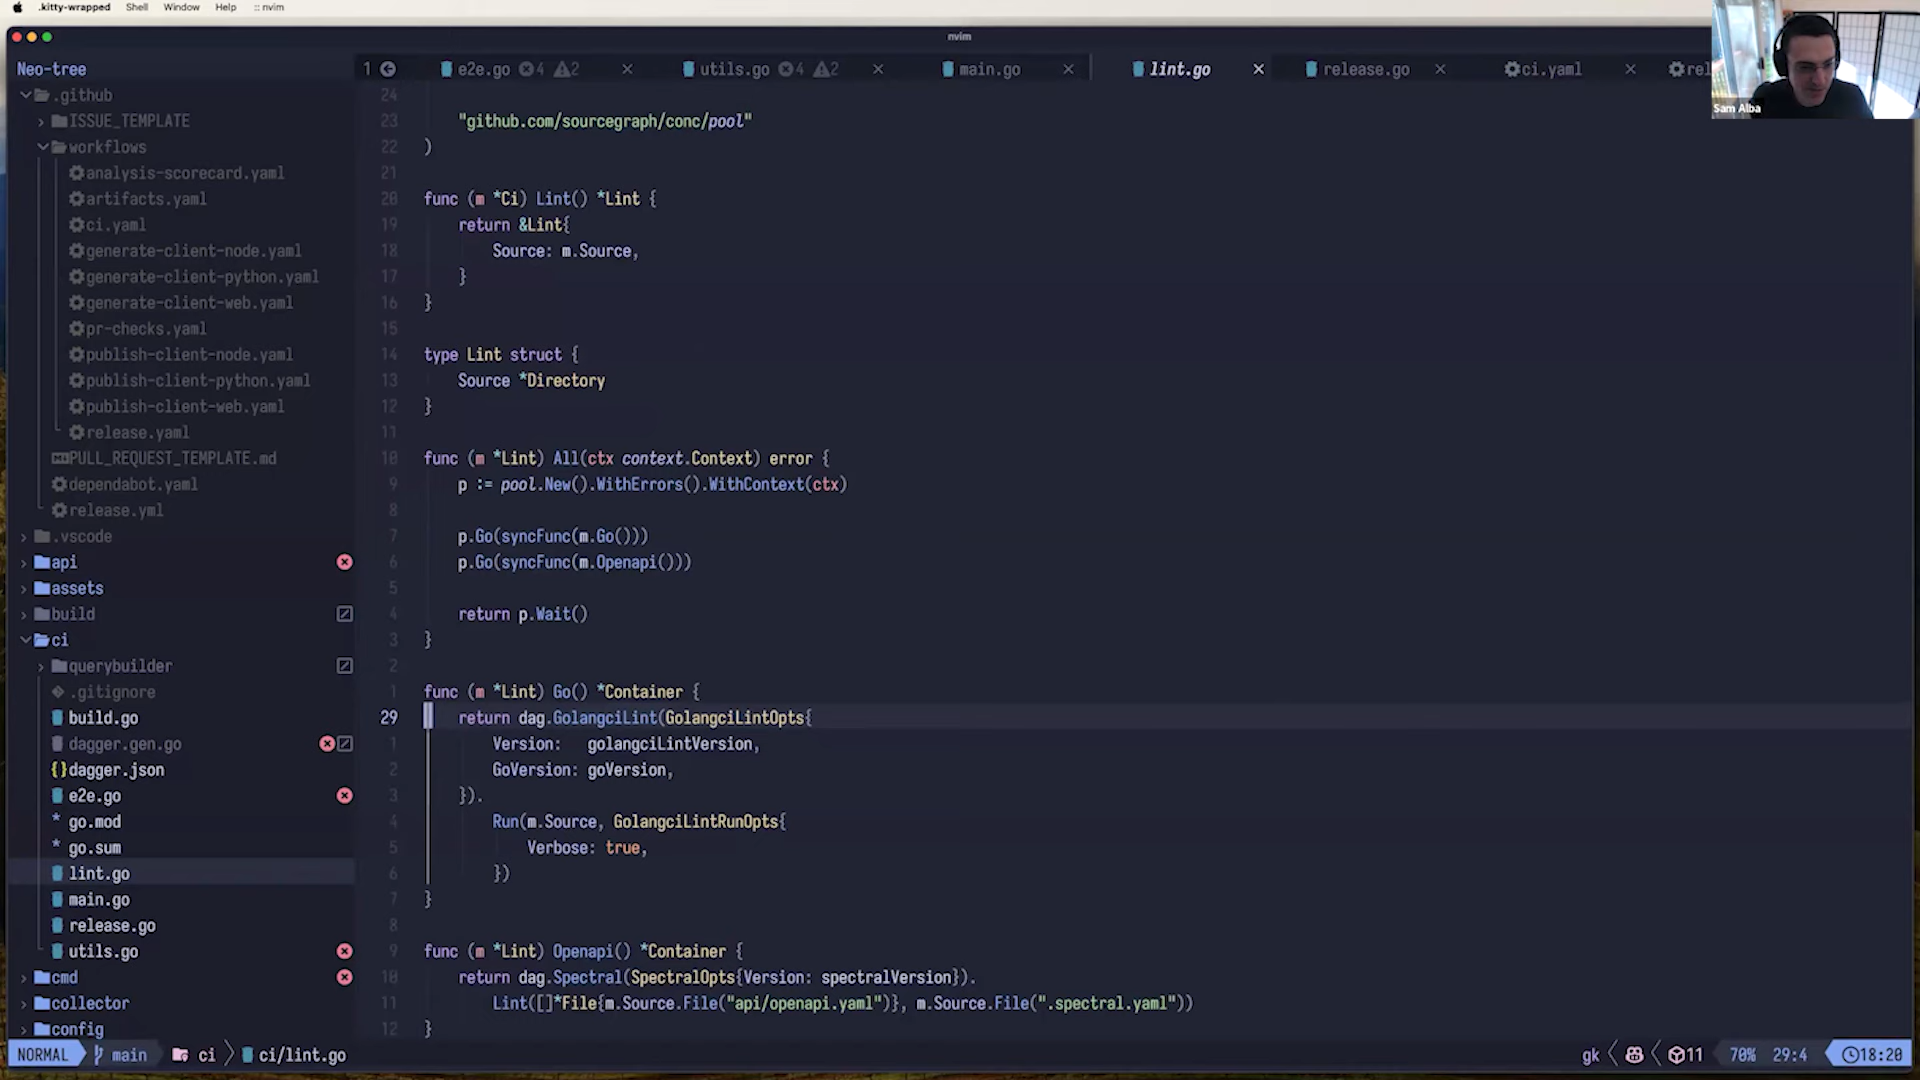 .kitty-wrapped Shell Window Help :: nvim
nvim
Sam Alba
Neo-tree
1 e2e.go 4 2 utils.go 4 2 main.go lint.go release.go ci.yaml rel
.github
ISSUE_TEMPLATE
workflows
analysis-scorecard.yaml
artifacts.yaml
ci.yaml
generate-client-node.yaml
generate-client-python.yaml
generate-client-web.yaml
pr-checks.yaml
publish-client-node.yaml
publish-client-python.yaml
publish-client-web.yaml
release.yaml
PULL_REQUEST_TEMPLATE.md
dependabot.yaml
release.yml
.vscode
api
assets
build
ci
querybuilder
.gitignore
build.go
dagger.gen.go
{}dagger.json
e2e.go
* go.mod
* go.sum
lint.go
main.go
release.go
utils.go
cmd
collector
config
24
23 "github.com/sourcegraph/conc/pool"
22 )
21
20 func (m *Ci) Lint() *Lint {
19 return &Lint{
18 Source: m.Source,
17 }
16 }
15
14 type Lint struct {
13 Source *Directory
12 }
11
10 func (m *Lint) All(ctx context.Context) error {
9 p := pool.New().WithErrors().WithContext(ctx)
8
7 p.Go(syncFunc(m.Go()))
6 p.Go(syncFunc(m.Openapi()))
5
4 return p.Wait()
3 }
2
1 func (m *Lint) Go() *Container {
29 return dag.GolangciLint(GolangciLintOpts{
1 Version: golangciLintVersion,
2 GoVersion: goVersion,
3 }).
4 Run(m.Source, GolangciLintRunOpts{
5 Verbose: true,
6 })
7 }
8
9 func (m *Lint) Openapi() *Container {
10 return dag.Spectral(SpectralOpts{Version: spectralVersion}).
11 Lint([]*File{m.Source.File("api/openapi.yaml")}, m.Source.File(".spectral.yaml"))
12 }
NORMAL main ci ci/lint.go gk 11 70% 29:4 18:20